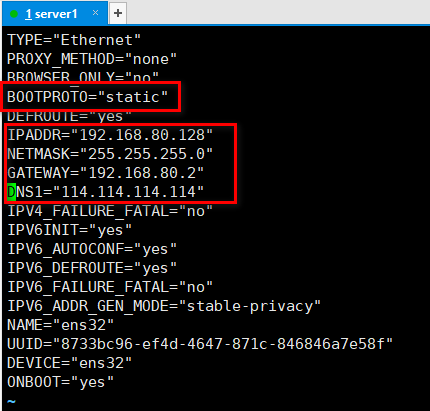 1 server1
TYPE="Ethernet"
PROXY_METHOD="none"
BROWSER_ONLY="no"
BOOTPROTO="static"
DEFROUTE="yes"
IPADDR="192.168.80.128"
NETMASK="255.255.255.0"
GATEWAY="192.168.80.2"
DNS1="114.114.114.114"
IPV4_FAILURE_FATAL="no"
IPV6INIT="yes"
IPV6_AUTOCONF="yes"
IPV6_DEFROUTE="yes"
IPV6_FAILURE_FATAL="no"
IPV6_ADDR_GEN_MODE="stable-privacy"
NAME="ens32"
UUID="8733bc96-ef4d-4647-871c-846846a7e58f"
DEVICE="ens32"
ONBOOT="yes"
~